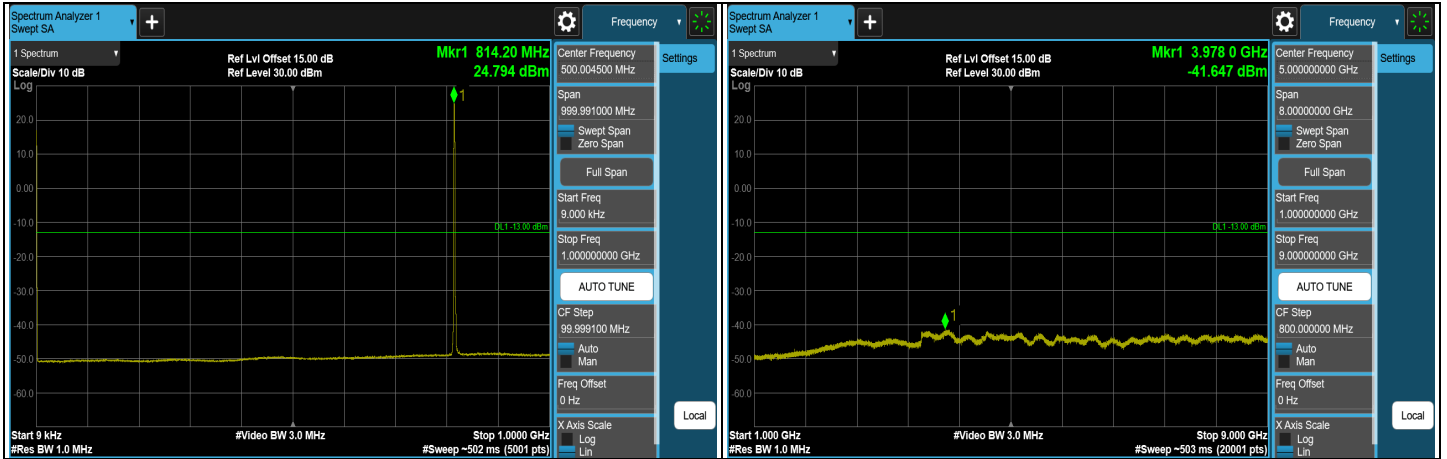 Spectrum Analyzer 1
Swept SA
+
Frequency
1 Spectrum
Scale/Div 10 dB
Log
Ref Lvl Offset 15.00 dB
Ref Level 30.00 dBm
Mkr1 814.20 MHz
24.794 dBm
1
20.0
10.0
0.00
-10.0
-20.0
-30.0
-40.0
-50.0
-60.0
DL1 -13.00 dBm
Start 9 kHz
#Res BW 1.0 MHz
#Video BW 3.0 MHz
Stop 1.0000 GHz
#Sweep ~502 ms (5001 pts)
Center Frequency
500.004500 MHz
Settings
Span
999.991000 MHz
Swept Span
Zero Span
Full Span
Start Freq
9.000 kHz
Stop Freq
1.000000000 GHz
AUTO TUNE
CF Step
99.999100 MHz
Auto
Man
Freq Offset
0 Hz
Local
X Axis Scale
Log
Lin
Spectrum Analyzer 1
Swept SA
+
Frequency
1 Spectrum
Scale/Div 10 dB
Log
Ref Lvl Offset 15.00 dB
Ref Level 30.00 dBm
Mkr1 3.978 0 GHz
-41.647 dBm
1
20.0
10.0
0.00
-10.0
-20.0
-30.0
-40.0
-50.0
-60.0
DL1 -13.00 dBm
Start 1.000 GHz
#Res BW 1.0 MHz
#Video BW 3.0 MHz
Stop 9.000 GHz
#Sweep ~503 ms (20001 pts)
Center Frequency
5.000000000 GHz
Settings
Span
8.00000000 GHz
Swept Span
Zero Span
Full Span
Start Freq
1.000000000 GHz
Stop Freq
9.000000000 GHz
AUTO TUNE
CF Step
800.000000 MHz
Auto
Man
Freq Offset
0 Hz
Local
X Axis Scale
Log
Lin